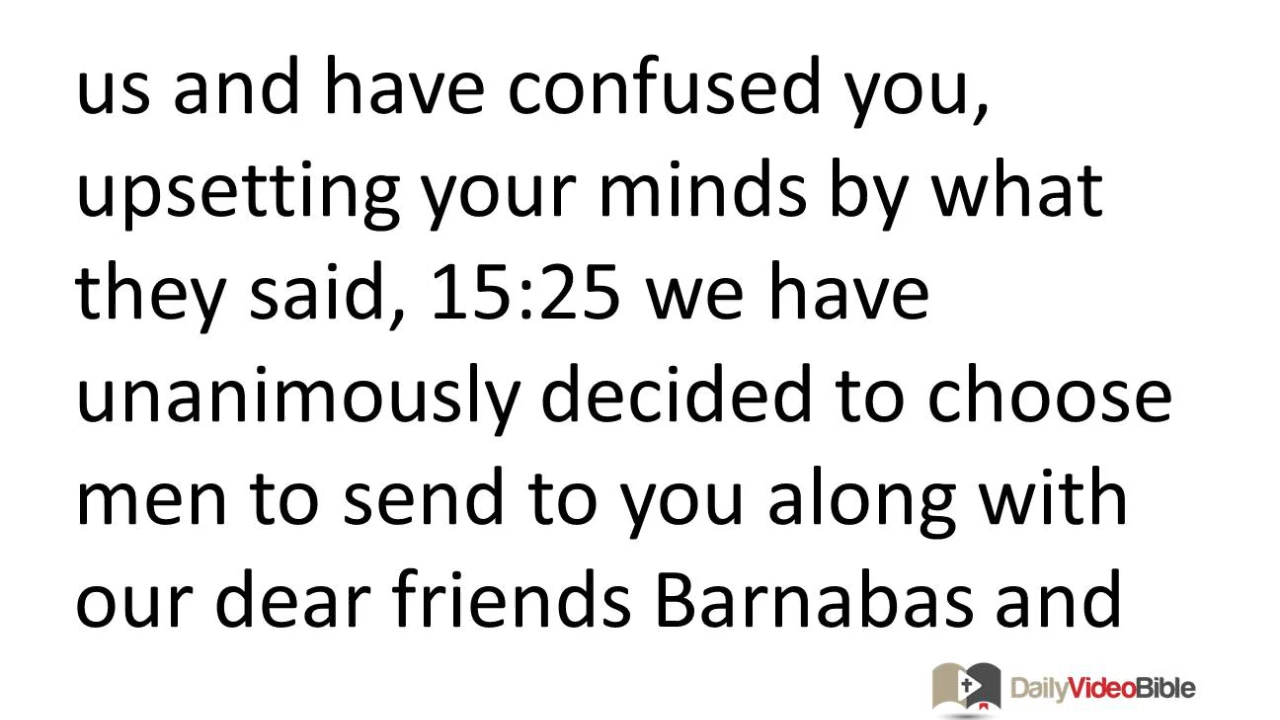 us and have confused you,
upsetting your minds by what
they said, 15:25 we have
unanimously decided to choose
men to send to you along with
our dear friends Barnabas and
DailyVideoBible